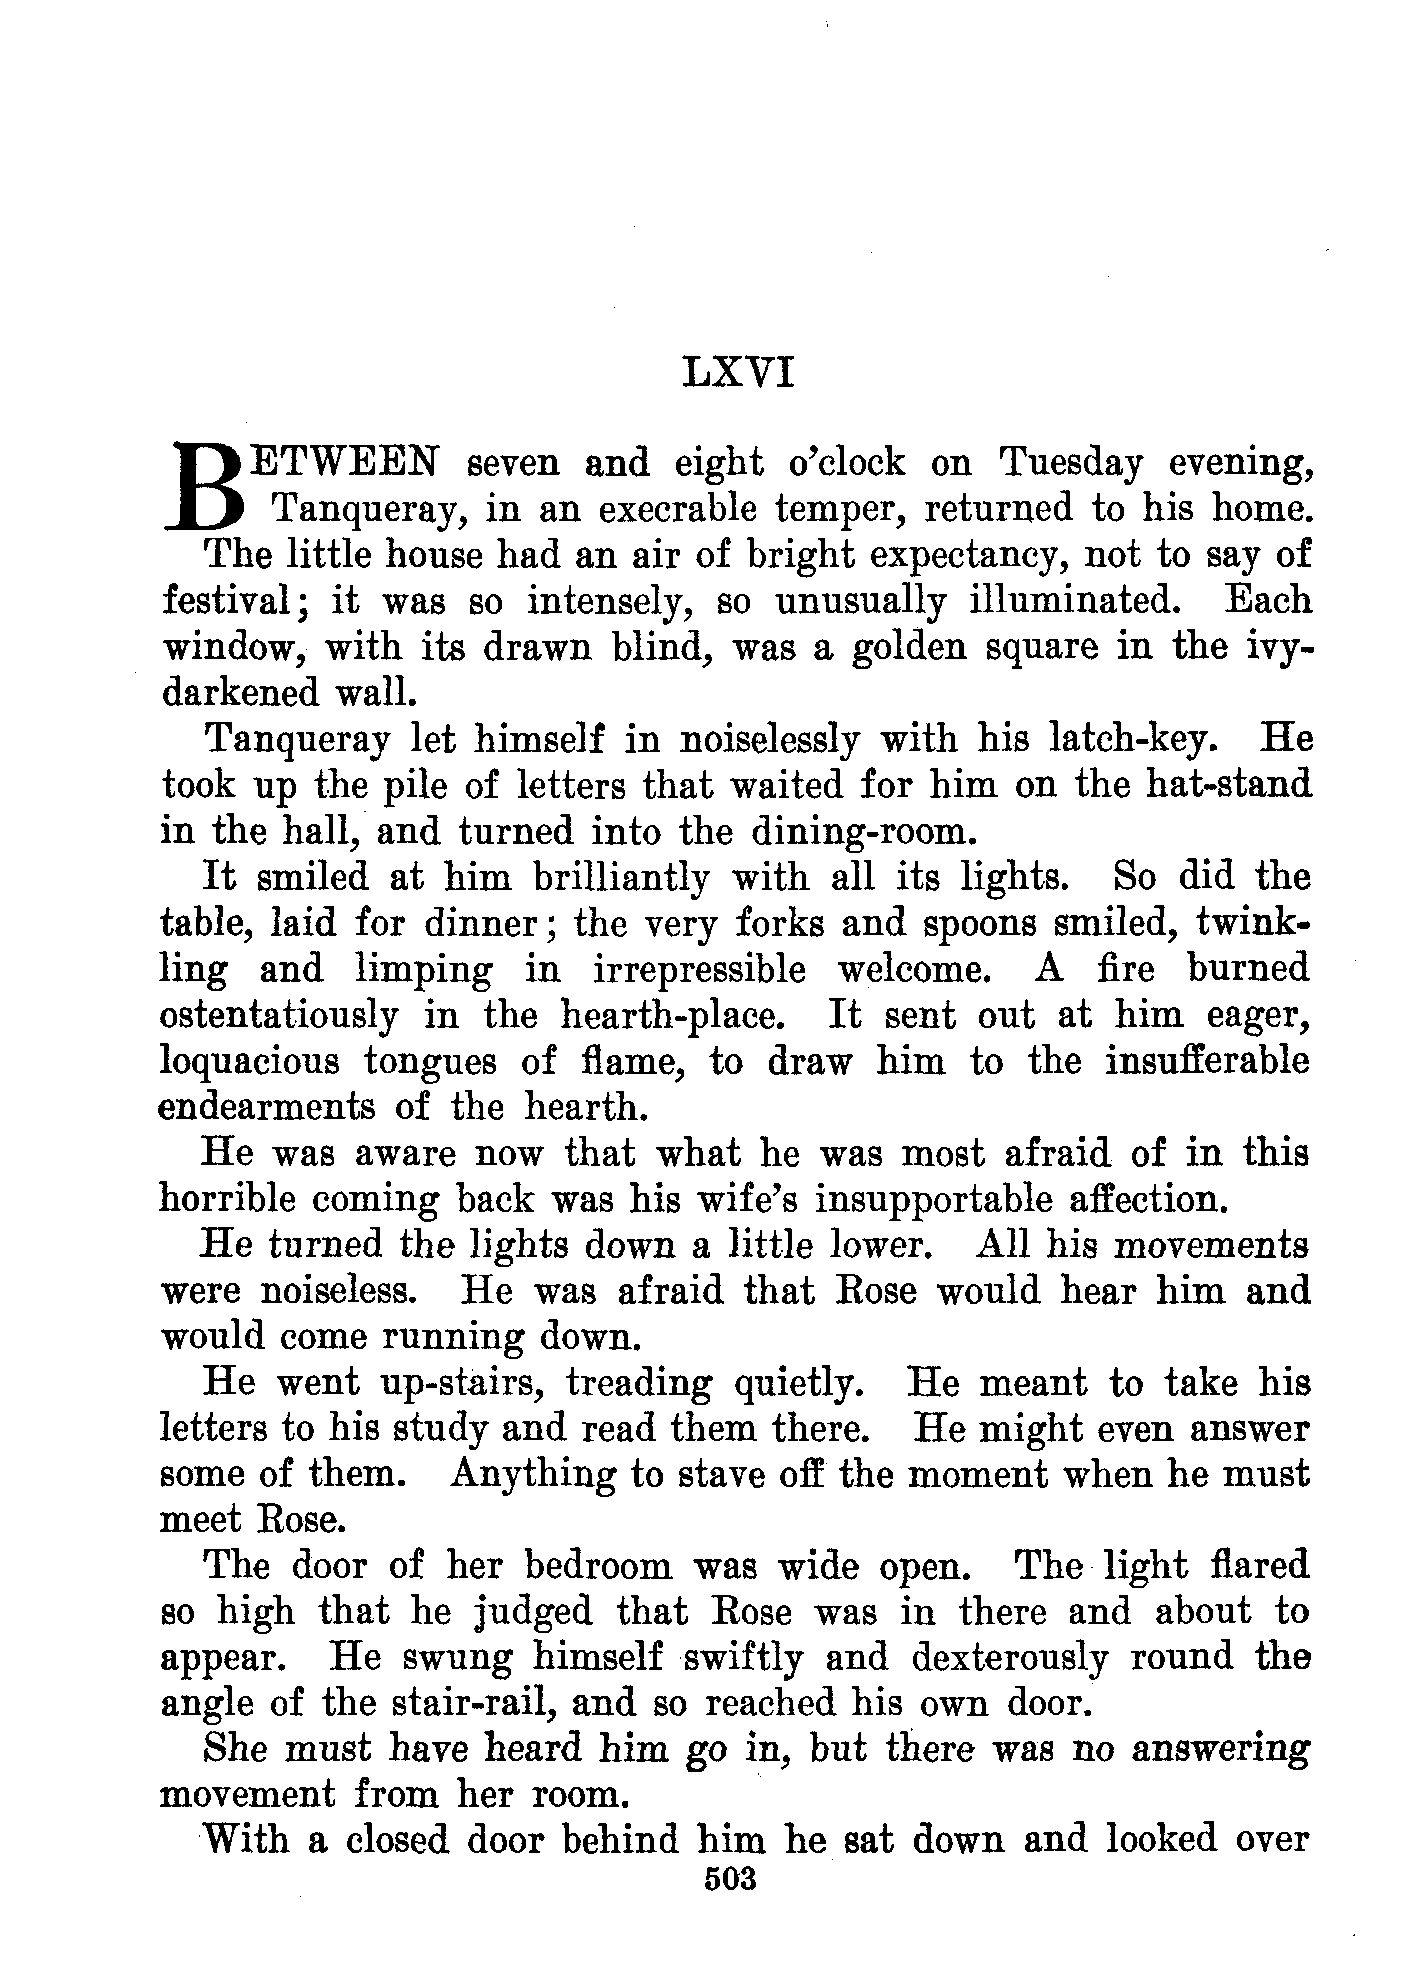 LXVI
BETWEEN seven and eight o'clock on Tuesday evening,
Tanqueray, in an execrable temper, returned to his home.
The little house had an air of bright expectancy, not to say of
festival; it was so intensely, so unusually illuminated. Each
window, with its drawn blind, was a golden square in the ivy-
darkened wall.
Tanqueray let himself in noiselessly with his latch-key. He
took up the pile of letters that waited for him on the hat-stand
in the hall, and turned into the dining-room.
It smiled at him brilliantly with all its lights. So did the
table, laid for dinner; the very forks and spoons smiled, twink-
ling and limping in irrepressible welcome. A fire burned
ostentatiously in the hearth-place. It sent out at him eager,
loquacious tongues of flame, to draw him to the insufferable
endearments of the hearth.
He was aware now that what he was most afraid of in this
horrible coming back was his wife's insupportable affection.
He turned the lights down a little lower. All his movements
were noiseless. He was afraid that Rose would hear him and
would come running down.
He went up-stairs, treading quietly. He meant to take his
letters to his study and read them there. He might even answer
some of them. Anything to stave off the moment when he must
meet Rose.
The door of her bedroom was wide open. The light flared
so high that he judged that Rose was in there and about to
appear. He swung himself swiftly and dexterously round the
angle of the stair-rail, and so reached his own door.
She must have heard him go in, but there was no answering
movement from her room.
With a closed door behind him he sat down and looked over
503